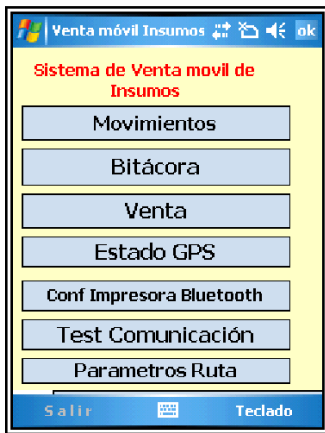 Venta móvil Insumos ok
Sistema de Venta movil de
Insumos
Movimientos
Bitácora
Venta
Estado GPS
Conf Impresora Bluetooth
Test Comunicación
Parametros Ruta
Salir Teclado